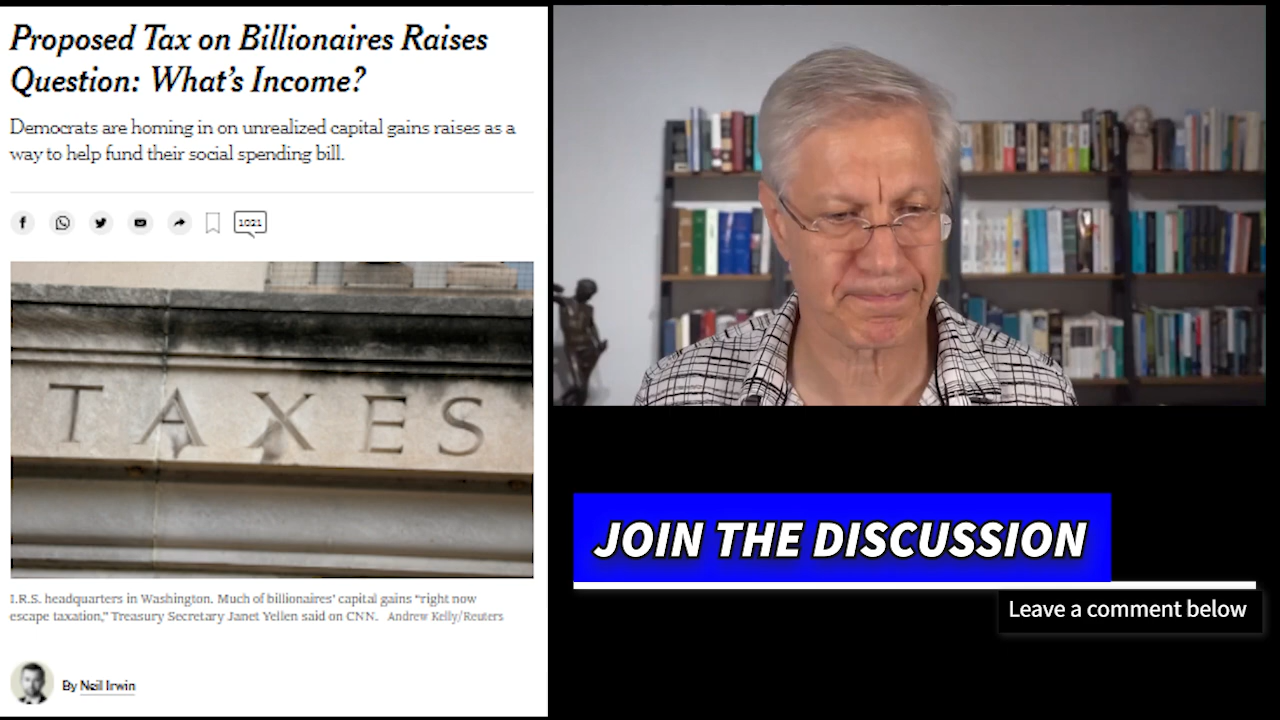 Proposed Tax on Billionaires Raises
Question: What's Income?
Democrats are homing in on unrealized capital gains raises as a
way to help fund their social spending bill.
1021
TAXES
I.R.S. headquarters in Washington. Much of billionaires' capital gains "right now
escape taxation," Treasury Secretary Janet Yellen said on CNN. Andrew Kelly/Reuters
By Neil Irwin
JOIN THE DISCUSSION
Leave a comment below